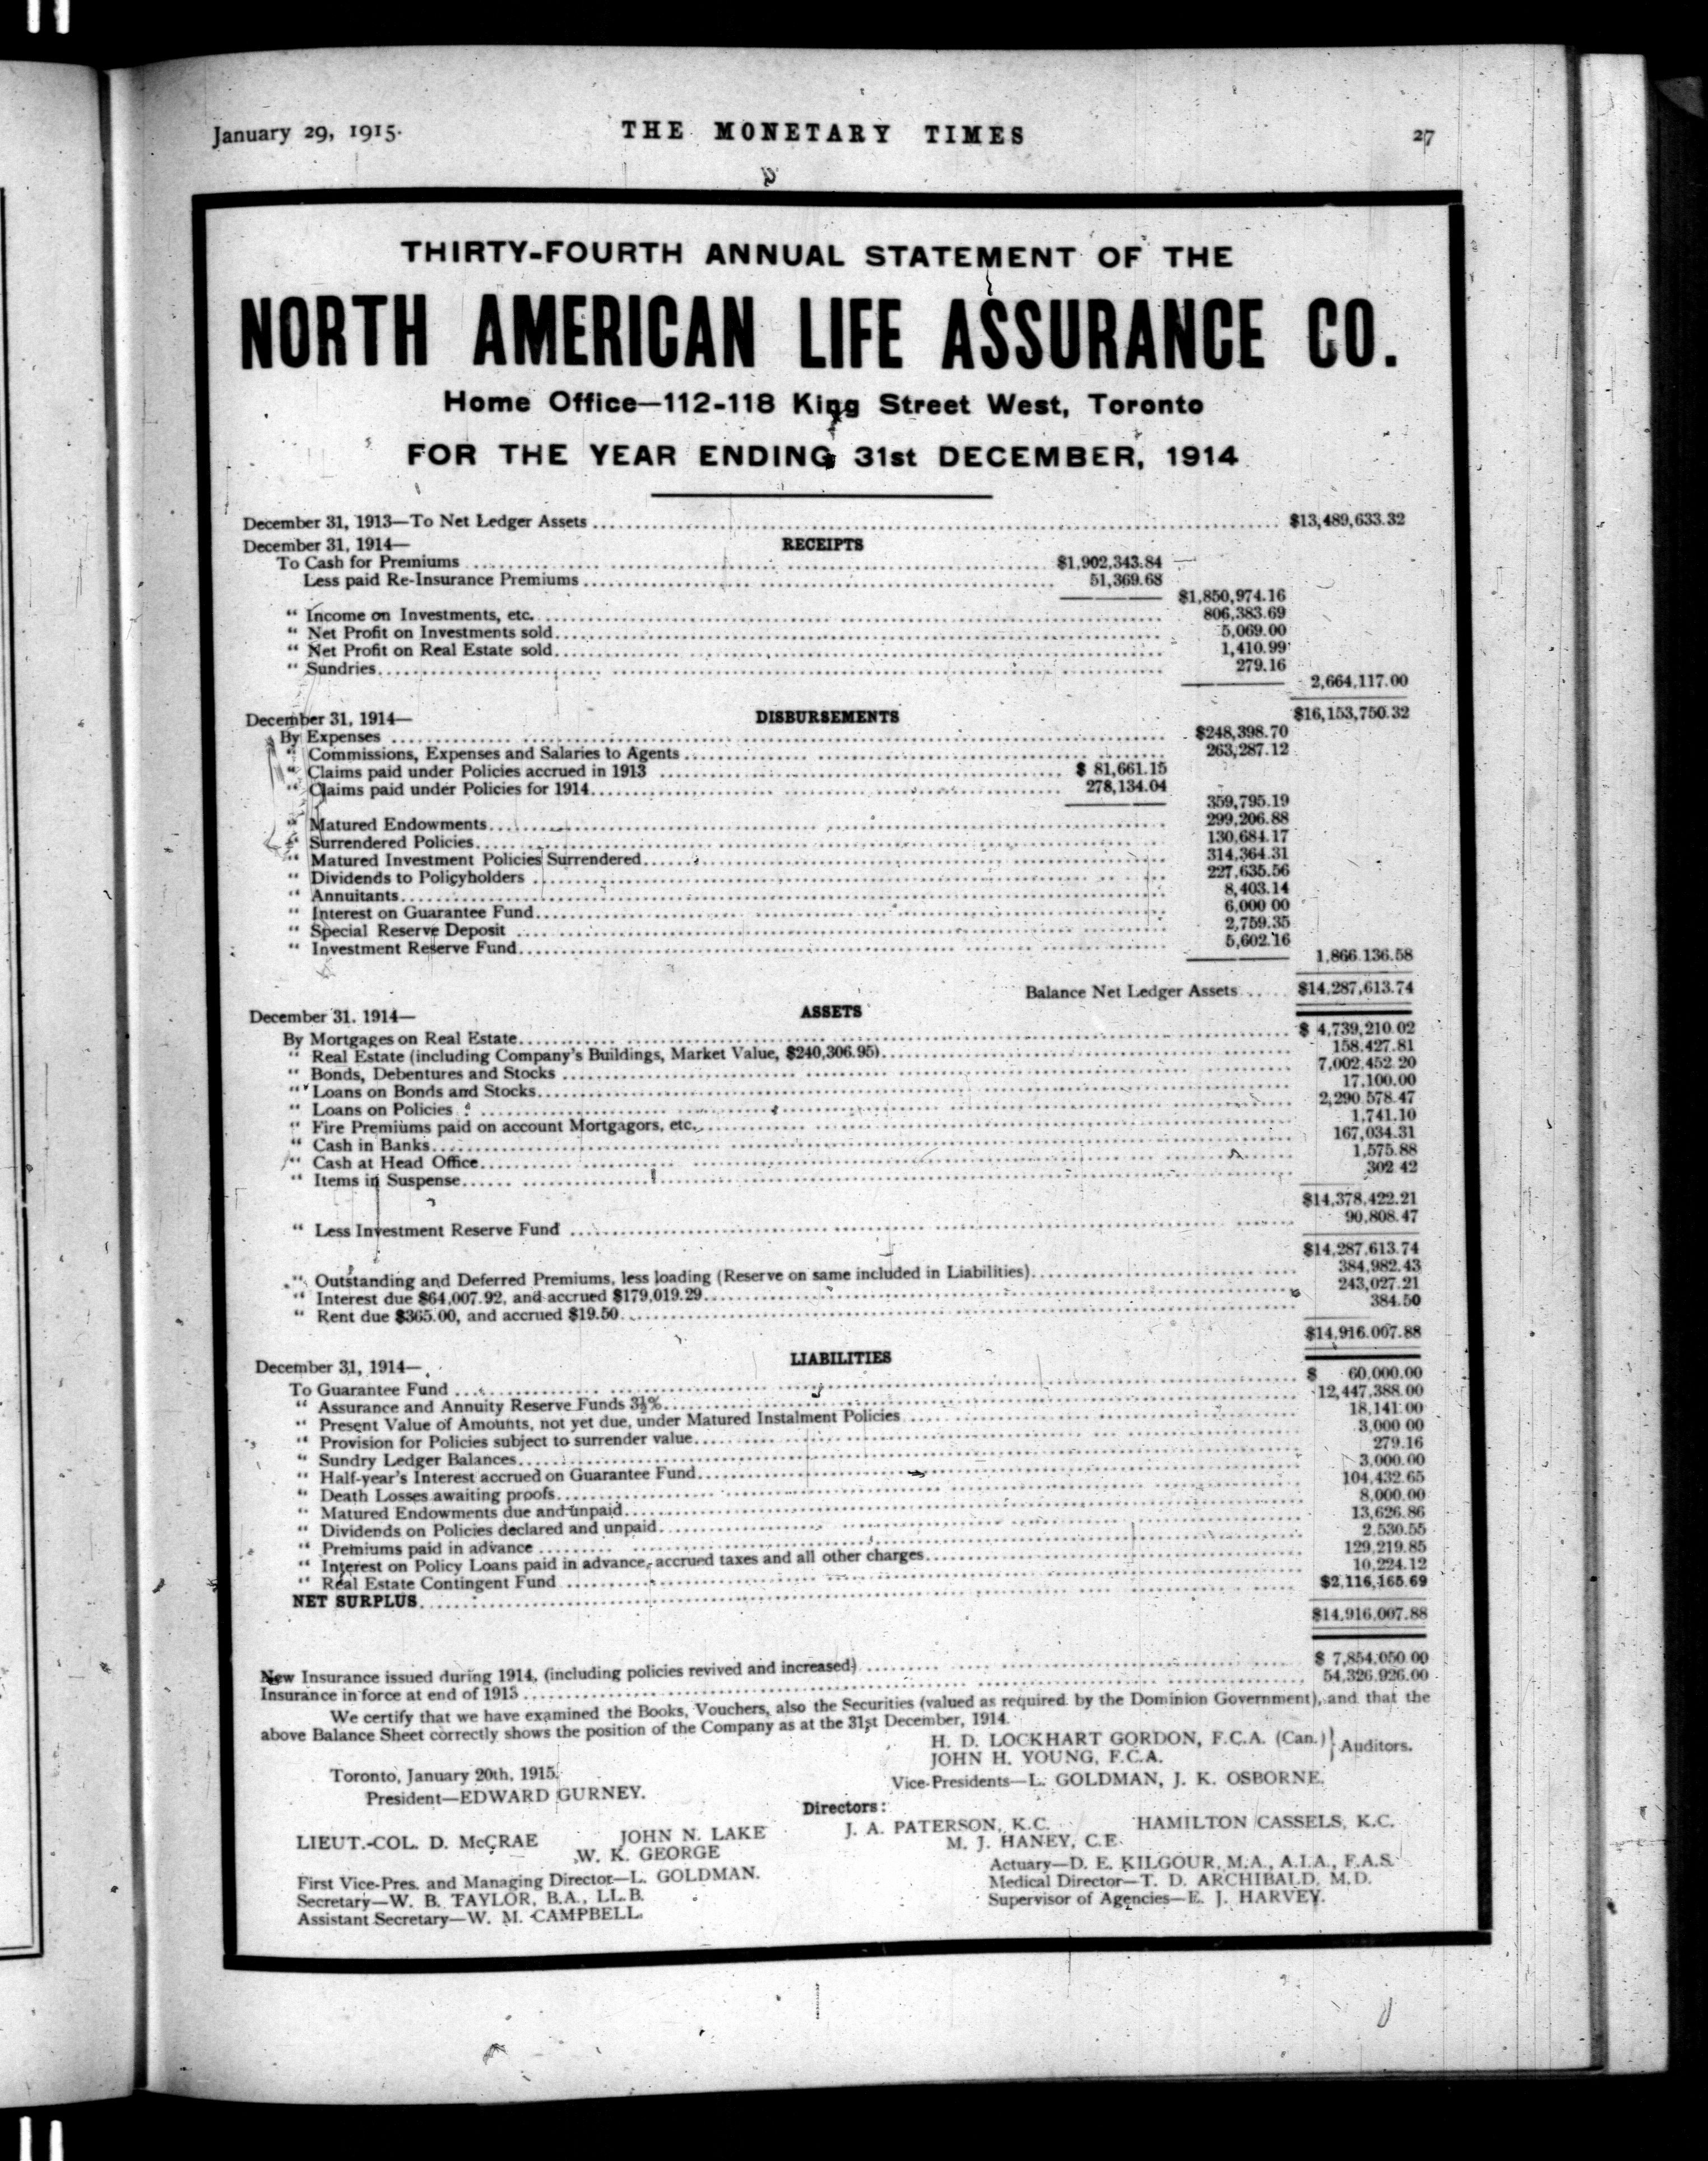 January 29, 1915. THE MONETARY TIMES 27
THIRTY-FOURTH ANNUAL STATEMENT OF THE
NORTH AMERICAN LIFE ASSURANCE CO.
Home Office—112-118 King Street West, Toronto
FOR THE YEAR ENDING 31st DECEMBER, 1914
December 31, 1913—To Net Ledger Assets $13,489,633.32
December 31, 1914— RECEIPTS
To Cash for Premiums $1,902,343.84
Less paid Re-Insurance Premiums 51,369.68
$1,850,974.16
" Income on Investments, etc. 806,383.69
" Net Profit on Investments sold 5,069.00
" Net Profit on Real Estate sold 1,410.99
" Sundries 279.16
2,664,117.00
$16,153,750.32
December 31, 1914— DISBURSEMENTS
By Expenses $248,398.70
" Commissions, Expenses and Salaries to Agents 263,287.12
" Claims paid under Policies accrued in 1913 $ 81,661.15
" Claims paid under Policies for 1914 278,134.04
359,795.19
" Matured Endowments 299,206.88
" Surrendered Policies 130,684.17
" Matured Investment Policies Surrendered 314,364.31
" Dividends to Policyholders 227,635.56
" Annuitants 8,403.14
" Interest on Guarantee Fund 6,000 00
" Special Reserve Deposit 2,759.35
" Investment Reserve Fund 5,602.16
1,866,136.58
Balance Net Ledger Assets $14,287,613.74
December 31, 1914— ASSETS
By Mortgages on Real Estate $ 4,739,210.02
" Real Estate (including Company's Buildings, Market Value, $240,306.95) 158,427.81
" Bonds, Debentures and Stocks 7,002,452.20
" Loans on Bonds and Stocks 17,100.00
" Loans on Policies 2,290,578.47
" Fire Premiums paid on account Mortgagors, etc. 1,741.10
" Cash in Banks 167,034.31
" Cash at Head Office 1,575.88
" Items in Suspense 302 42
$14,378,422.21
" Less Investment Reserve Fund 90,808.47
$14,287,613.74
" Outstanding and Deferred Premiums, less loading (Reserve on same included in Liabilities) 384,982.43
" Interest due $64,007.92, and accrued $179,019.29 243,027.21
" Rent due $365.00, and accrued $19.50 384.50
$14,916,007.88
December 31, 1914— LIABILITIES
To Guarantee Fund $ 60,000.00
" Assurance and Annuity Reserve Funds 3½% 12,447,388.00
" Present Value of Amounts, not yet due, under Matured Instalment Policies 18,141 00
" Provision for Policies subject to surrender value 3,000 00
" Sundry Ledger Balances 279.16
" Half-year's Interest accrued on Guarantee Fund 3,000.00
" Death Losses awaiting proofs 104,432.65
" Matured Endowments due and unpaid 8,000.00
" Dividends on Policies declared and unpaid 13,626.86
" Premiums paid in advance 2,530.55
" Interest on Policy Loans paid in advance, accrued taxes and all other charges 129,219.85
" Real Estate Contingent Fund 10,224.12
NET SURPLUS $2,116,165.69
$14,916,007.88
New Insurance issued during 1914, (including policies revived and increased) $ 7,854,050.00
Insurance in force at end of 1913 54,326,926.00
We certify that we have examined the Books, Vouchers, also the Securities (valued as required by the Dominion Government), and that the
above Balance Sheet correctly shows the position of the Company as at the 31st December, 1914.
H. D. LOCKHART GORDON, F.C.A. (Can.)
JOHN H. YOUNG, F.C.A. } Auditors.
Toronto, January 20th, 1915.
President—EDWARD GURNEY. Vice-Presidents—L. GOLDMAN, J. K. OSBORNE.
Directors:
LIEUT.-COL. D. McCRAE JOHN N. LAKE J. A. PATERSON, K.C. HAMILTON CASSELS, K.C.
W. K. GEORGE M. J. HANEY, C.E.
First Vice-Pres. and Managing Director—L. GOLDMAN. Actuary—D. E. KILGOUR, M.A., A.I.A., F.A.S.
Secretary—W. B. TAYLOR, B.A., LL.B. Medical Director—T. D. ARCHIBALD, M.D.
Assistant Secretary—W. M. CAMPBELL. Supervisor of Agencies—E. J. HARVEY.